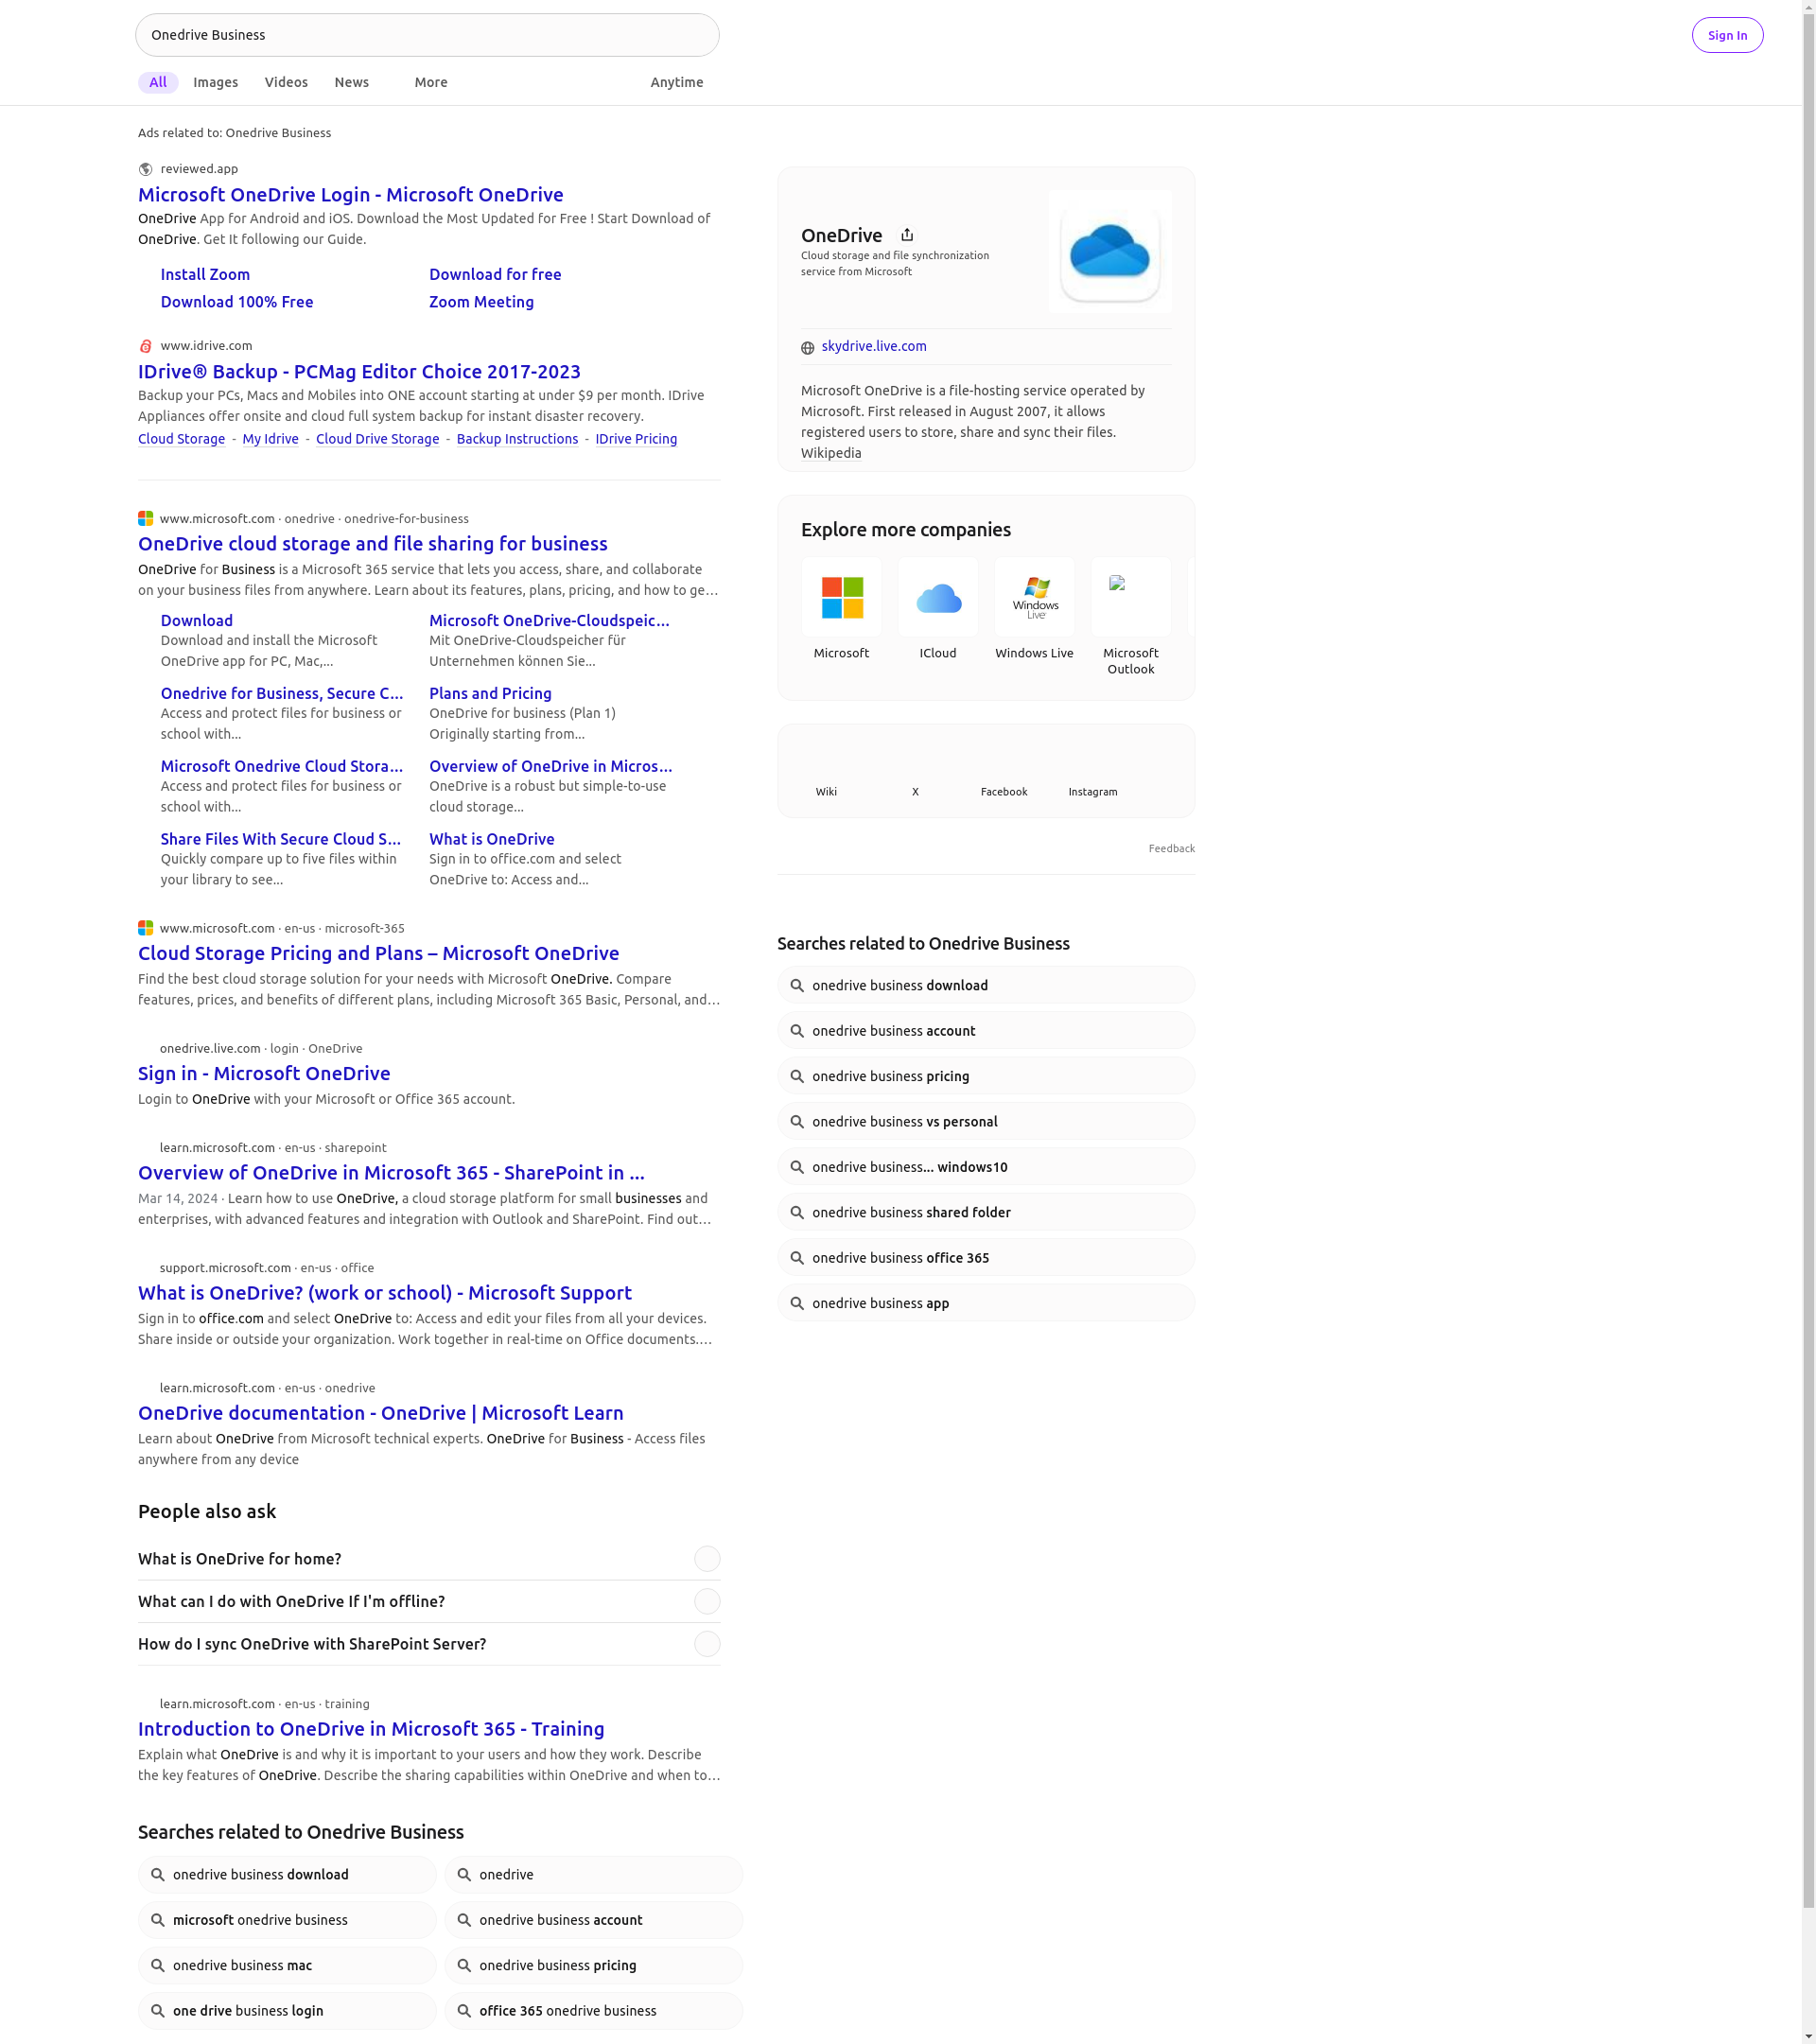 Onedrive Business
Sign In
All Images Videos News More Anytime
Ads related to: Onedrive Business
reviewed.app
Microsoft OneDrive Login - Microsoft OneDrive
OneDrive App for Android and iOS. Download the Most Updated for Free ! Start Download of
OneDrive. Get It following our Guide.
Install Zoom Download for free
Download 100% Free Zoom Meeting
www.idrive.com
IDrive® Backup - PCMag Editor Choice 2017-2023
Backup your PCs, Macs and Mobiles into ONE account starting at under $9 per month. IDrive
Appliances offer onsite and cloud full system backup for instant disaster recovery.
Cloud Storage - My Idrive - Cloud Drive Storage - Backup Instructions - IDrive Pricing
www.microsoft.com · onedrive · onedrive-for-business
OneDrive cloud storage and file sharing for business
OneDrive for Business is a Microsoft 365 service that lets you access, share, and collaborate
on your business files from anywhere. Learn about its features, plans, pricing, and how to ge...
Download
Download and install the Microsoft
OneDrive app for PC, Mac,...
Microsoft OneDrive-Cloudspeic...
Mit OneDrive-Cloudspeicher für
Unternehmen können Sie...
Onedrive for Business, Secure C...
Access and protect files for business or
school with...
Plans and Pricing
OneDrive for business (Plan 1)
Originally starting from...
Microsoft Onedrive Cloud Stora...
Access and protect files for business or
school with...
Overview of OneDrive in Micros...
OneDrive is a robust but simple-to-use
cloud storage...
Share Files With Secure Cloud S...
Quickly compare up to five files within
your library to see...
What is OneDrive
Sign in to office.com and select
OneDrive to: Access and...
www.microsoft.com · en-us · microsoft-365
Cloud Storage Pricing and Plans – Microsoft OneDrive
Find the best cloud storage solution for your needs with Microsoft OneDrive. Compare
features, prices, and benefits of different plans, including Microsoft 365 Basic, Personal, and...
onedrive.live.com · login · OneDrive
Sign in - Microsoft OneDrive
Login to OneDrive with your Microsoft or Office 365 account.
learn.microsoft.com · en-us · sharepoint
Overview of OneDrive in Microsoft 365 - SharePoint in ...
Mar 14, 2024 · Learn how to use OneDrive, a cloud storage platform for small businesses and
enterprises, with advanced features and integration with Outlook and SharePoint. Find out...
support.microsoft.com · en-us · office
What is OneDrive? (work or school) - Microsoft Support
Sign in to office.com and select OneDrive to: Access and edit your files from all your devices.
Share inside or outside your organization. Work together in real-time on Office documents....
learn.microsoft.com · en-us · onedrive
OneDrive documentation - OneDrive | Microsoft Learn
Learn about OneDrive from Microsoft technical experts. OneDrive for Business - Access files
anywhere from any device
People also ask
What is OneDrive for home?
What can I do with OneDrive If I'm offline?
How do I sync OneDrive with SharePoint Server?
learn.microsoft.com · en-us · training
Introduction to OneDrive in Microsoft 365 - Training
Explain what OneDrive is and why it is important to your users and how they work. Describe
the key features of OneDrive. Describe the sharing capabilities within OneDrive and when to...
Searches related to Onedrive Business
onedrive business download
onedrive
microsoft onedrive business
onedrive business account
onedrive business mac
onedrive business pricing
one drive business login
office 365 onedrive business
OneDrive
Cloud storage and file synchronization
service from Microsoft
skydrive.live.com
Microsoft OneDrive is a file-hosting service operated by
Microsoft. First released in August 2007, it allows
registered users to store, share and sync their files.
Wikipedia
Explore more companies
Windows
Live
Microsoft
ICloud
Windows Live
Microsoft
Outlook
Wiki X Facebook Instagram
Feedback
Searches related to Onedrive Business
onedrive business download
onedrive business account
onedrive business pricing
onedrive business vs personal
onedrive business... windows10
onedrive business shared folder
onedrive business office 365
onedrive business app